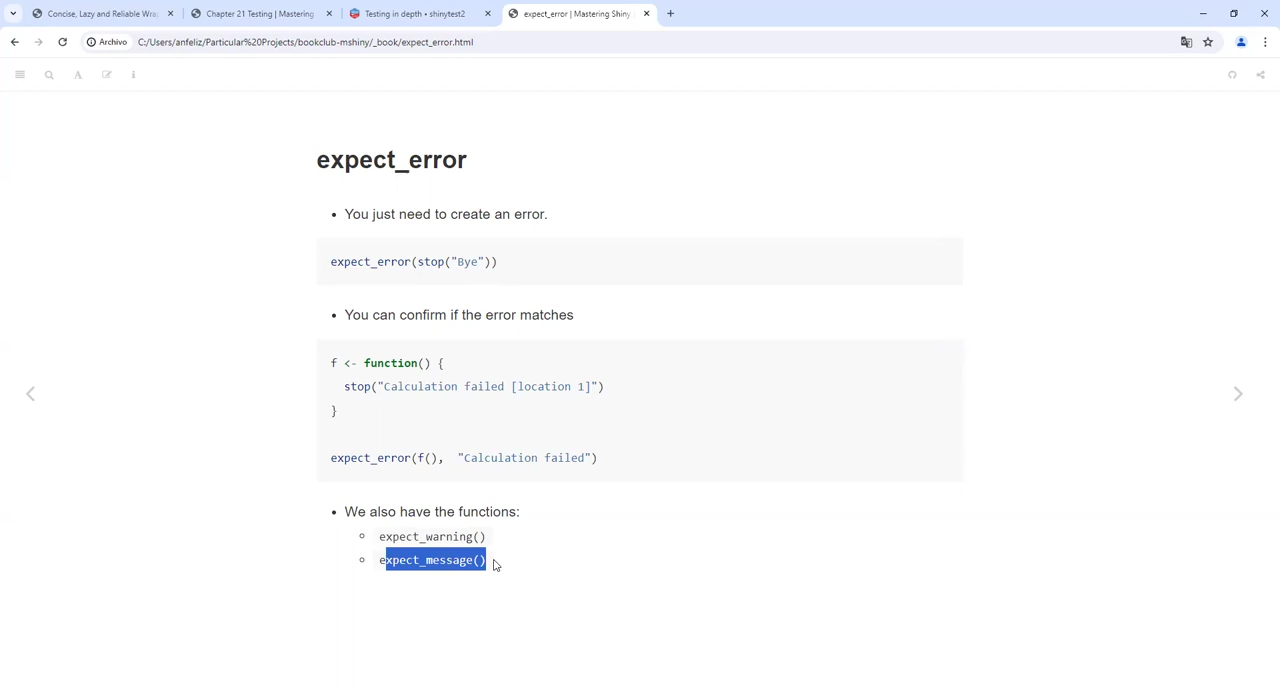 Concise, Lazy and Reliable Wra
Chapter 21 Testing | Mastering
Testing in depth • shinytest2
expect_error | Mastering Shiny
Archivo C:/Users/anfeliz/Particular%20Projects/bookclub-mshiny/_book/expect_error.html
expect_error
• You just need to create an error.
expect_error(stop("Bye"))
• You can confirm if the error matches
f <- function() {
stop("Calculation failed [location 1]")
}
expect_error(f(), "Calculation failed")
• We also have the functions:
expect_warning()
expect_message()